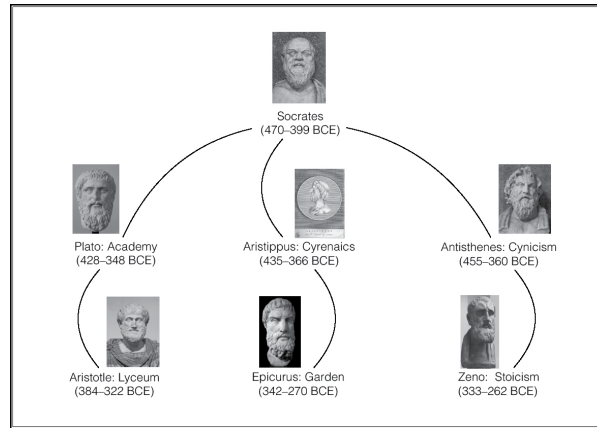 Socrates
(470–399 BCE)
Plato: Academy
(428–348 BCE)
Aristippus: Cyrenaics
(435–366 BCE)
Antisthenes: Cynicism
(455–360 BCE)
Aristotle: Lyceum
(384–322 BCE)
Epicurus: Garden
(342–270 BCE)
Zeno: Stoicism
(333–262 BCE)